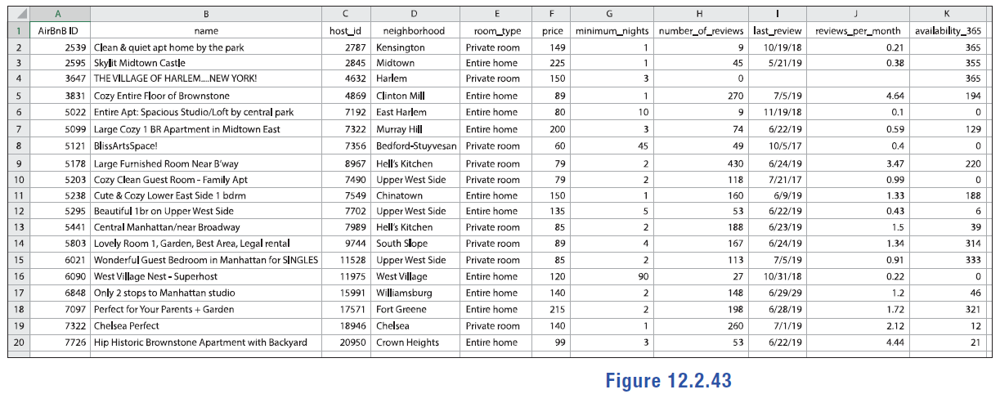 A B C D E F G H I J K
1 AirBnB ID name host_id neighborhood room_type price minimum_nights number_of_reviews last_review reviews_per_month availability_365
2 2539 Clean & quiet apt home by the park 2787 Kensington Private room 149 1 9 10/19/18 0.21 365
3 2595 Skylit Midtown Castle 2845 Midtown Entire home 225 1 45 5/21/19 0.38 355
4 3647 THE VILLAGE OF HARLEM....NEW YORK! 4632 Harlem Private room 150 3 0 365
5 3831 Cozy Entire Floor of Brownstone 4869 Clinton Mill Entire home 89 1 270 7/5/19 4.64 194
6 5022 Entire Apt: Spacious Studio/Loft by central park 7192 East Harlem Entire home 80 10 9 11/19/18 0.1 0
7 5099 Large Cozy 1 BR Apartment in Midtown East 7322 Murray Hill Entire home 200 3 74 6/22/19 0.59 129
8 5121 BlissArtsSpace! 7356 Bedford-Stuyvesan Private room 60 45 49 10/5/17 0.4 0
9 5178 Large Furnished Room Near B'way 8967 Hell's Kitchen Private room 79 2 430 6/24/19 3.47 220
10 5203 Cozy Clean Guest Room - Family Apt 7490 Upper West Side Private room 79 2 118 7/21/17 0.99 0
11 5238 Cute & Cozy Lower East Side 1 bdrm 7549 Chinatown Entire home 150 1 160 6/9/19 1.33 188
12 5295 Beautiful 1br on Upper West Side 7702 Upper West Side Entire home 135 5 53 6/22/19 0.43 6
13 5441 Central Manhattan/near Broadway 7989 Hell's Kitchen Private room 85 2 188 6/23/19 1.5 39
14 5803 Lovely Room 1, Garden, Best Area, Legal rental 9744 South Slope Private room 89 4 167 6/24/19 1.34 314
15 6021 Wonderful Guest Bedroom in Manhattan for SINGLES 11528 Upper West Side Private room 85 2 113 7/5/19 0.91 333
16 6090 West Village Nest - Superhost 11975 West Village Entire home 120 90 27 10/31/18 0.22 0
17 6848 Only 2 stops to Manhattan studio 15991 Williamsburg Entire home 140 2 148 6/29/29 1.2 46
18 7097 Perfect for Your Parents + Garden 17571 Fort Greene Entire home 215 2 198 6/28/19 1.72 321
19 7322 Chelsea Perfect 18946 Chelsea Private room 140 1 260 7/1/19 2.12 12
20 7726 Hip Historic Brownstone Apartment with Backyard 20950 Crown Heights Entire home 99 3 53 6/22/19 4.44 21
Figure 12.2.43